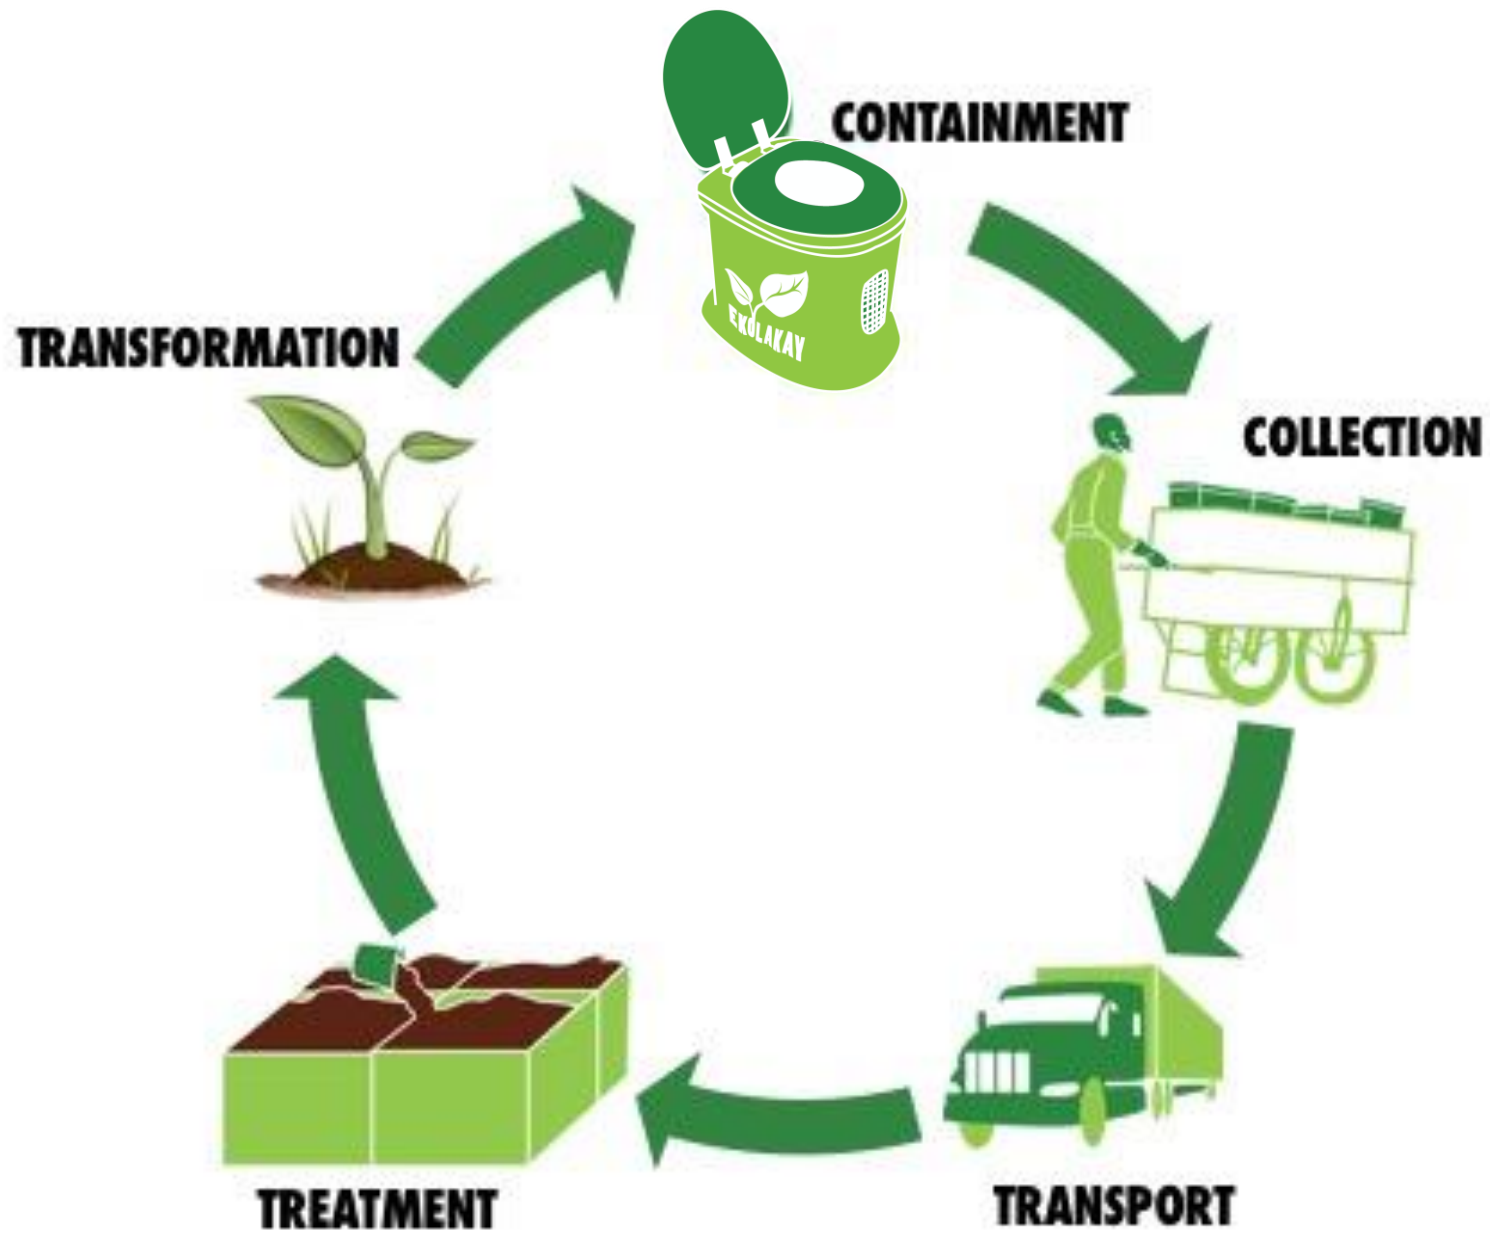 CONTAINMENT
EKOLAKAY
TRANSFORMATION
COLLECTION
TREATMENT
TRANSPORT